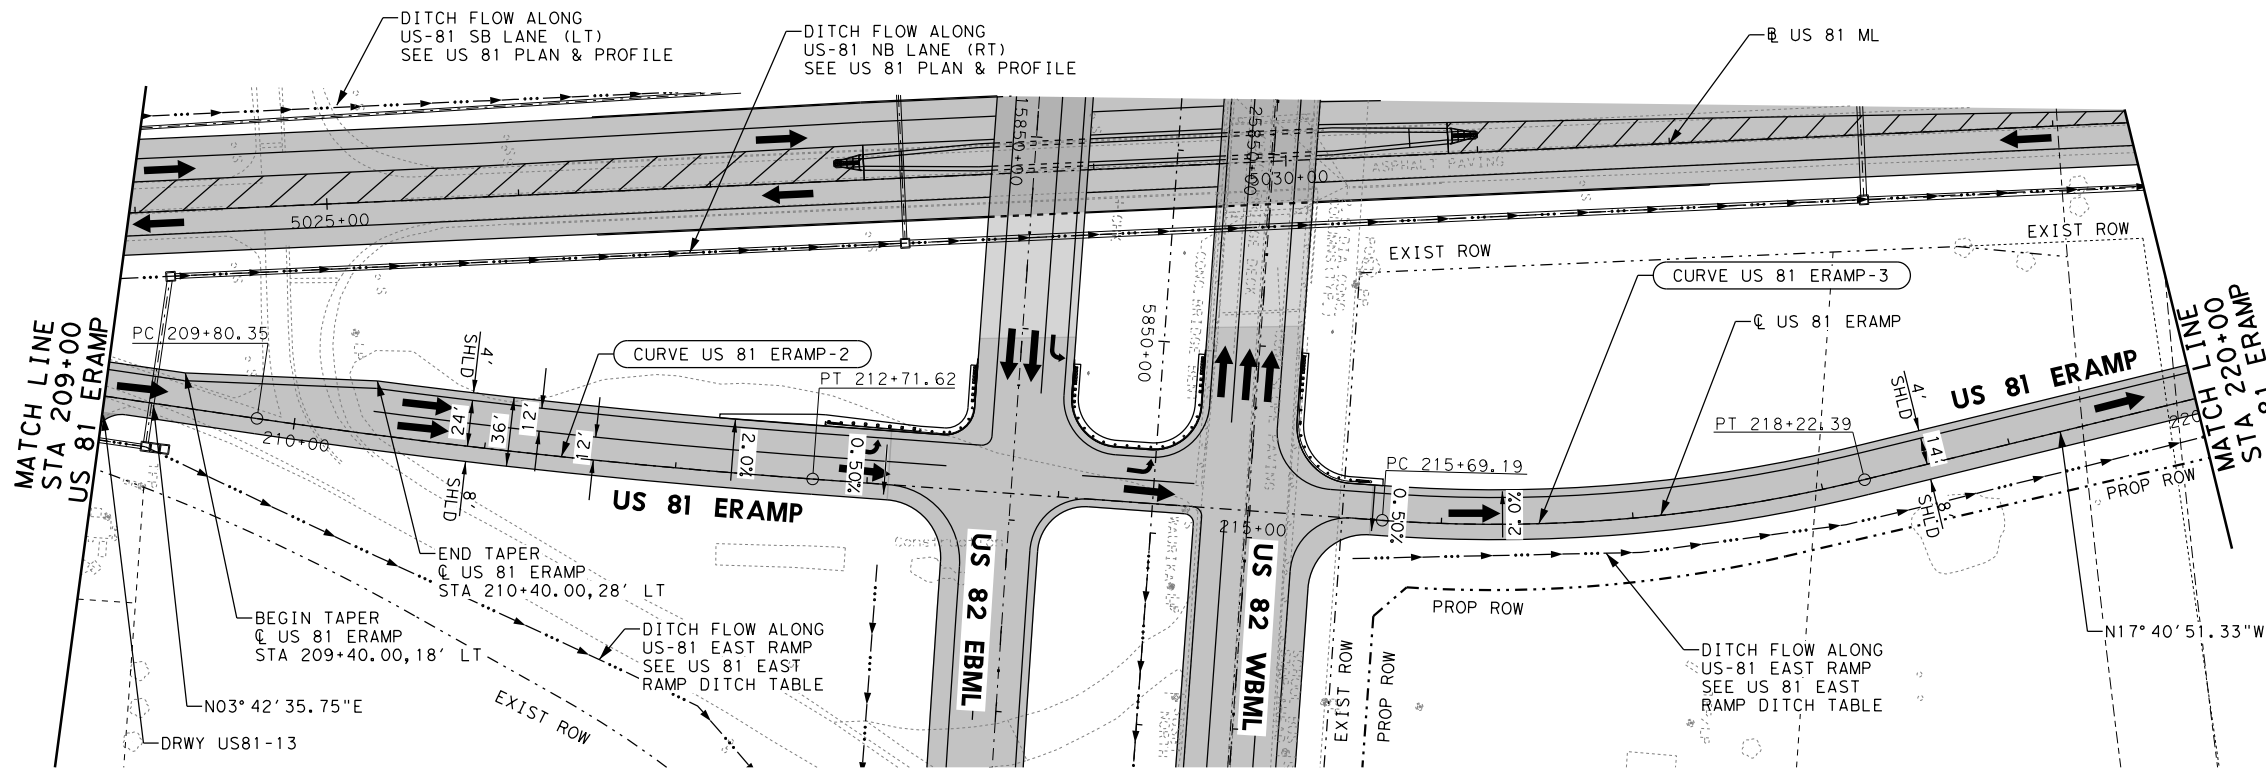 DITCH FLOW ALONG
US-81 SB LANE (LT)
SEE US 81 PLAN & PROFILE
DITCH FLOW ALONG
US-81 NB LANE (RT)
SEE US 81 PLAN & PROFILE
℄ US 81 ERAMP
US 81 ML
5025+00
5030+00
5850+00
ASPHALT PAVING
EXIST ROW
EXIST ROW
CURVE US 81 ERAMP-3
MATCH LINE
STA 209+00
US 81 ERAMP
PC 209+80.35
4'
SHLD
CURVE US 81 ERAMP-2
PT 212+71.62
210+00
24'
36'
12'
12'
2.0%
0.50%
8'
SHLD
US 81 ERAMP
US 82 EBML
US 82 WBML
215+00
PC 215+69.19
0.50%
2.0%
PT 218+22.39
4'
SHLD
14'
8'
SHLD
US 81 ERAMP
MATCH LINE
STA 220+00
US 81 ERAMP
PROP ROW
PROP ROW
END TAPER
℄ US 81 ERAMP
STA 210+40.00,28' LT
BEGIN TAPER
℄ US 81 ERAMP
STA 209+40.00,18' LT
DITCH FLOW ALONG
US-81 EAST RAMP
SEE US 81 EAST
RAMP DITCH TABLE
N03°42'35.75"E
DRWY US81-13
EXIST ROW
EXIST ROW
PROP ROW
DITCH FLOW ALONG
US-81 EAST RAMP
SEE US 81 EAST
RAMP DITCH TABLE
N17°40'51.33"W